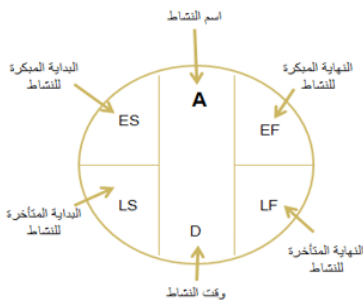 اسم النشاط
البداية المبكرة
للنشاط
النهاية المبكرة
للنشاط
A
ES
EF
LS
LF
D
البداية المتأخرة
للنشاط
النهاية المتأخرة
للنشاط
وقت النشاط